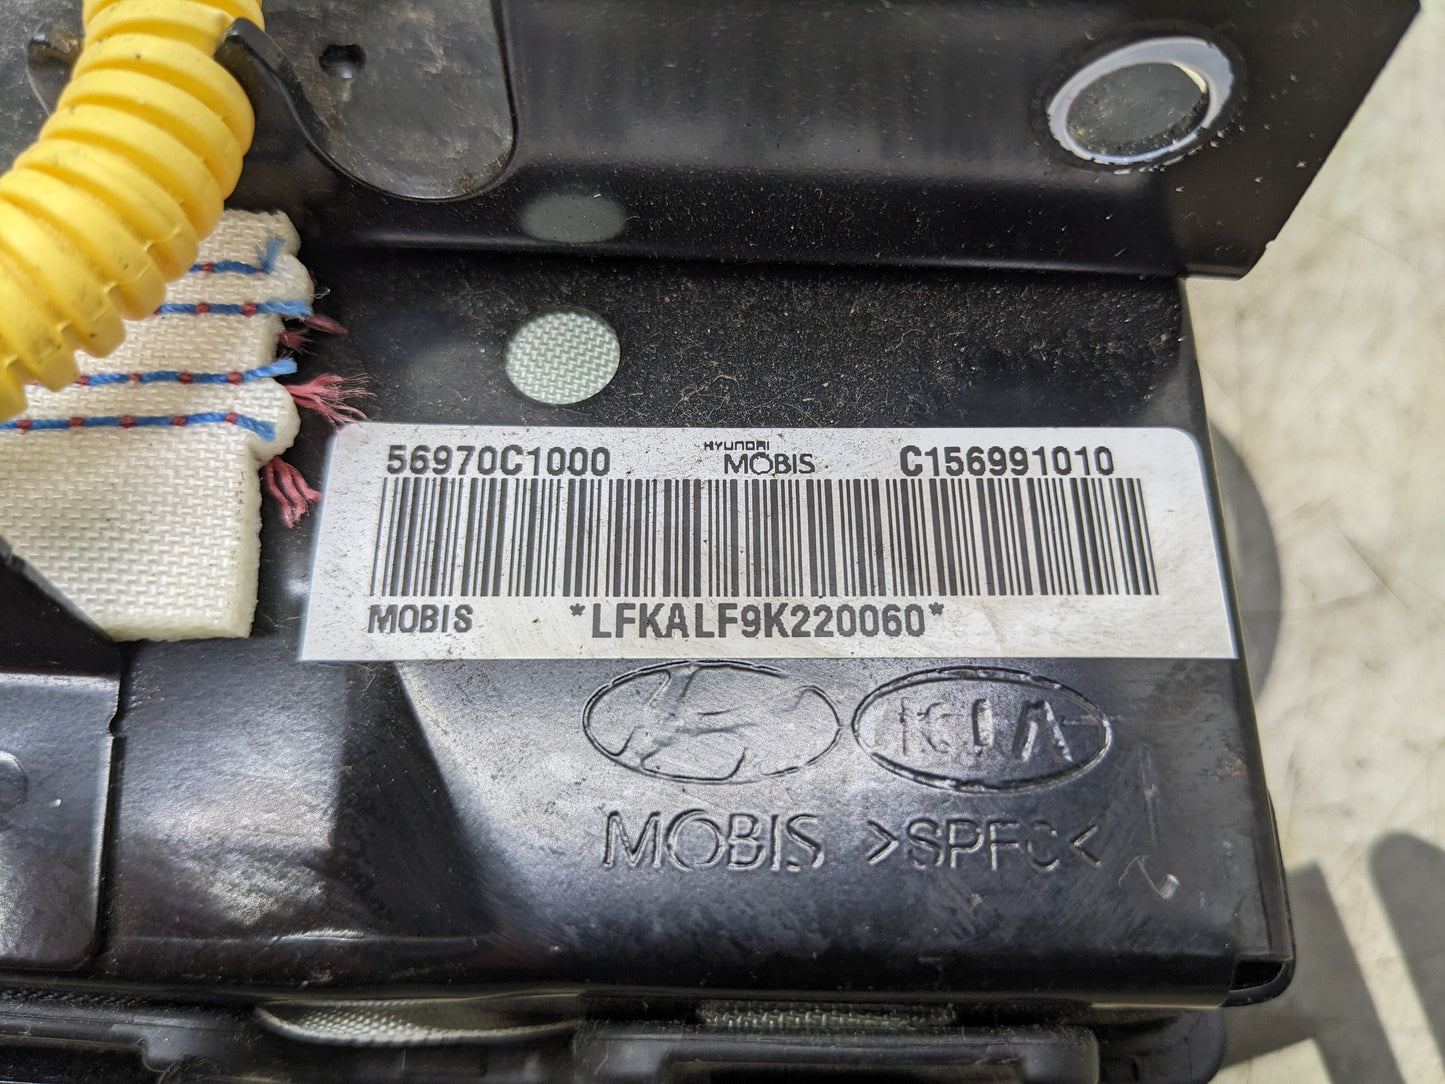 56970C1000 HYUNDAI MOBIS C156991010
MOBIS *LFKALF9K220060*
KIA
MOBIS >SPFC<